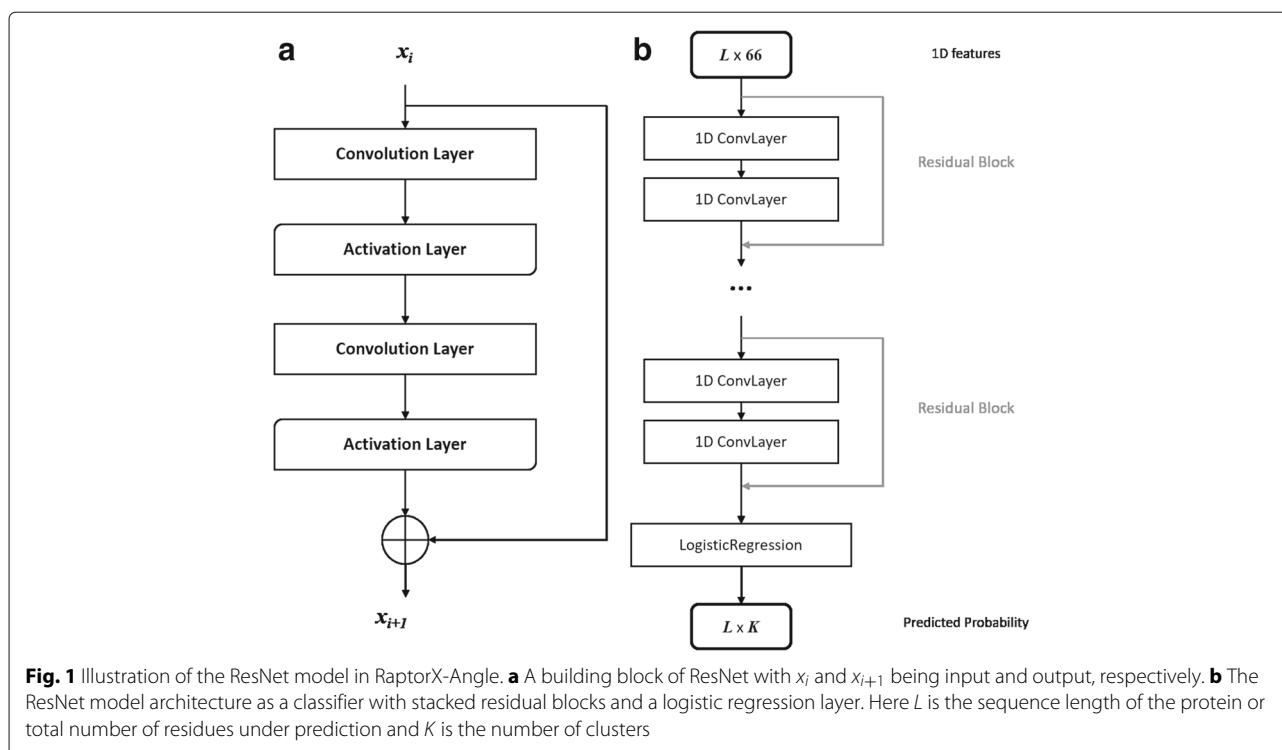 a
x_i
Convolution Layer
Activation Layer
Convolution Layer
Activation Layer
x_{i+1}
b
L x 66
1D features
1D ConvLayer
1D ConvLayer
Residual Block
...
1D ConvLayer
1D ConvLayer
Residual Block
LogisticRegression
L x K
Predicted Probability
Fig. 1 Illustration of the ResNet model in RaptorX-Angle. a A building block of ResNet with x_i and x_{i+1} being input and output, respectively. b The
ResNet model architecture as a classifier with stacked residual blocks and a logistic regression layer. Here L is the sequence length of the protein or
total number of residues under prediction and K is the number of clusters